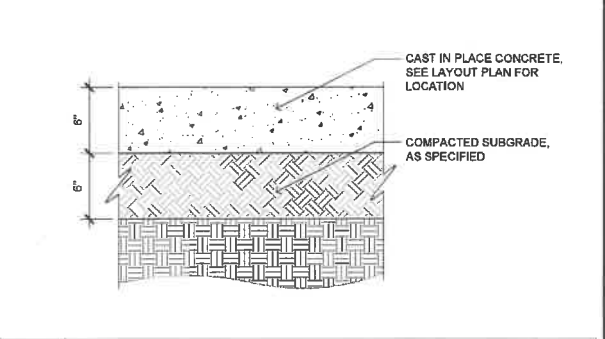 CAST IN PLACE CONCRETE,
SEE LAYOUT PLAN FOR
LOCATION
6"
COMPACTED SUBGRADE,
AS SPECIFIED
6"